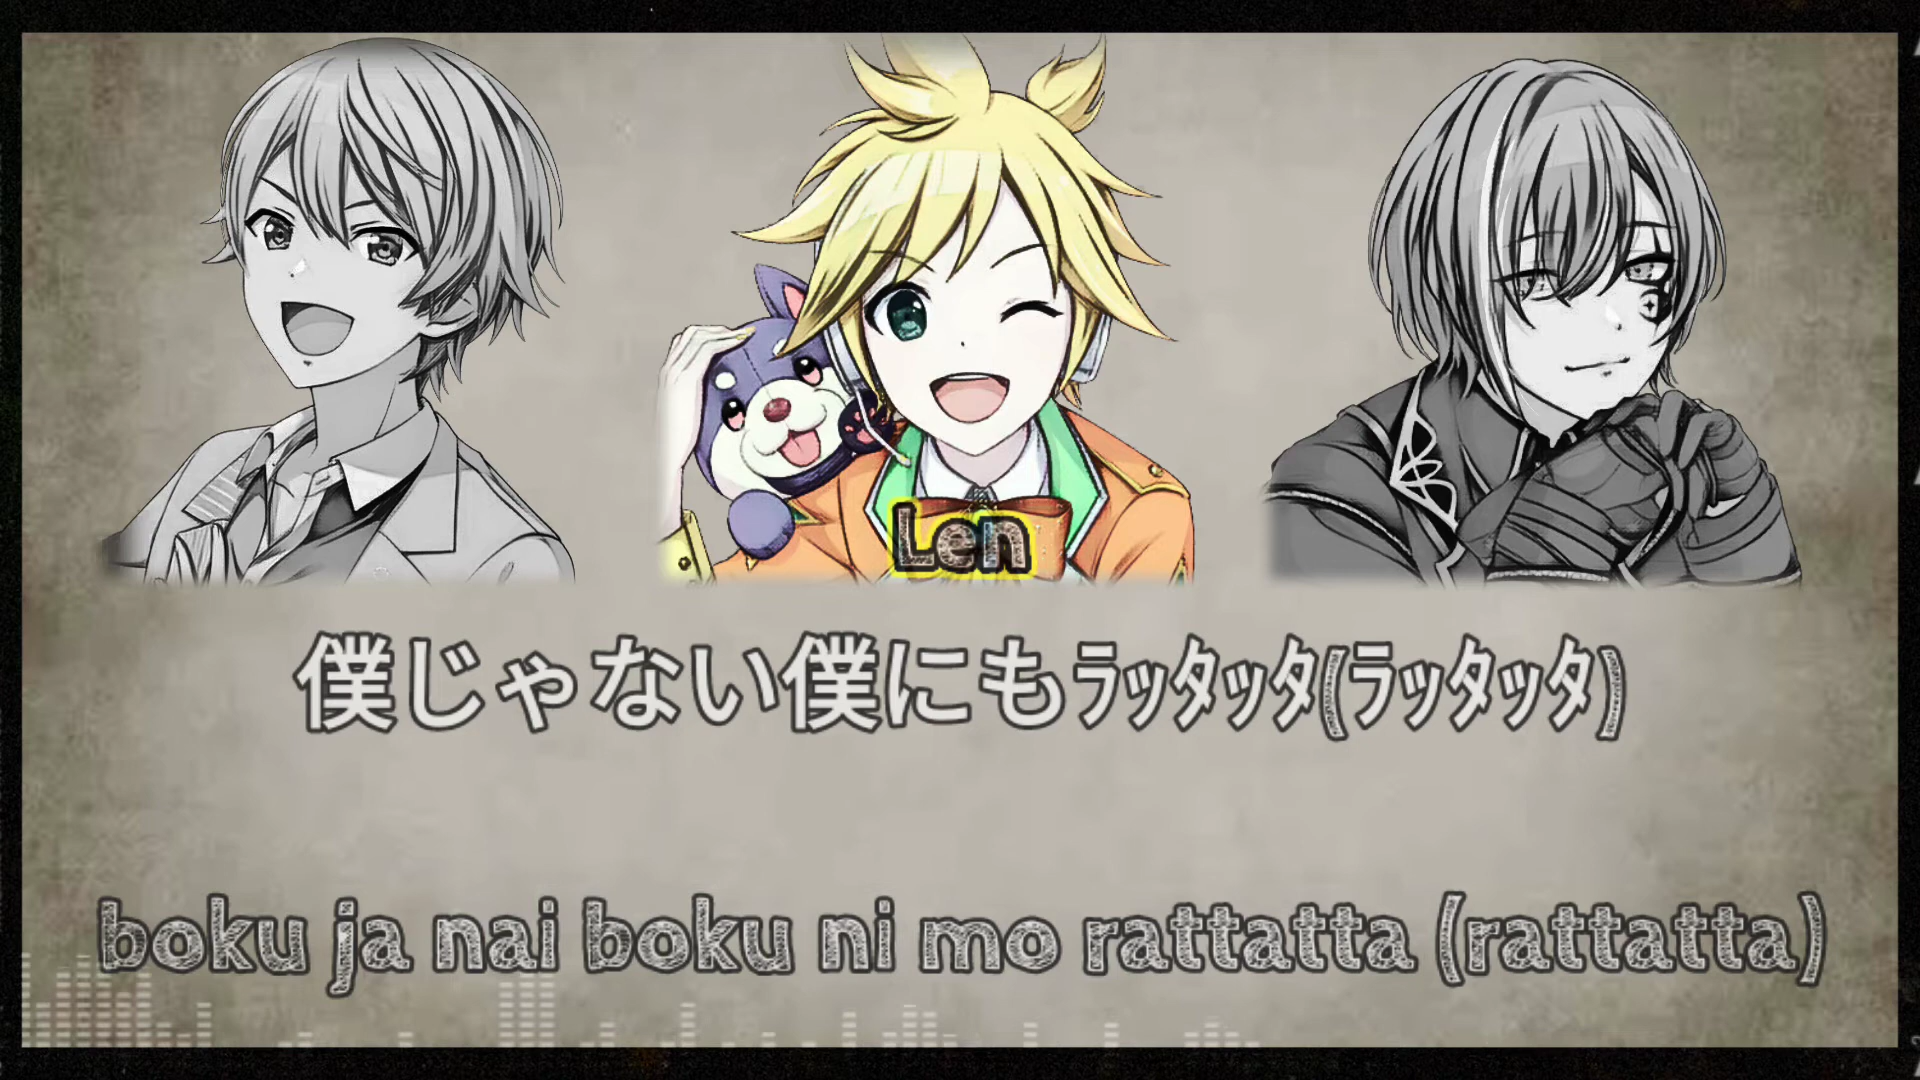 Len
僕じゃない僕にもﾗｯﾀｯﾀ(ﾗｯﾀｯﾀ)
boku ja nai boku ni mo rattatta (rattatta)